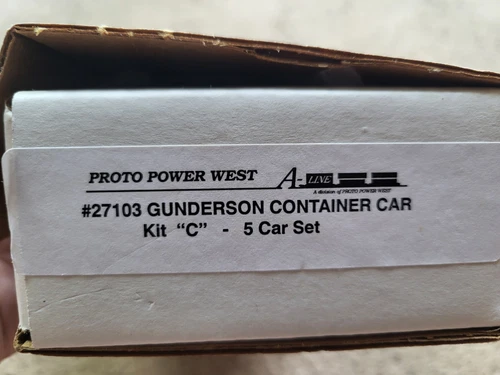 PROTO POWER WEST A-LINE
A division of PROTO POWER WEST
#27103 GUNDERSON CONTAINER CAR
Kit "C" - 5 Car Set